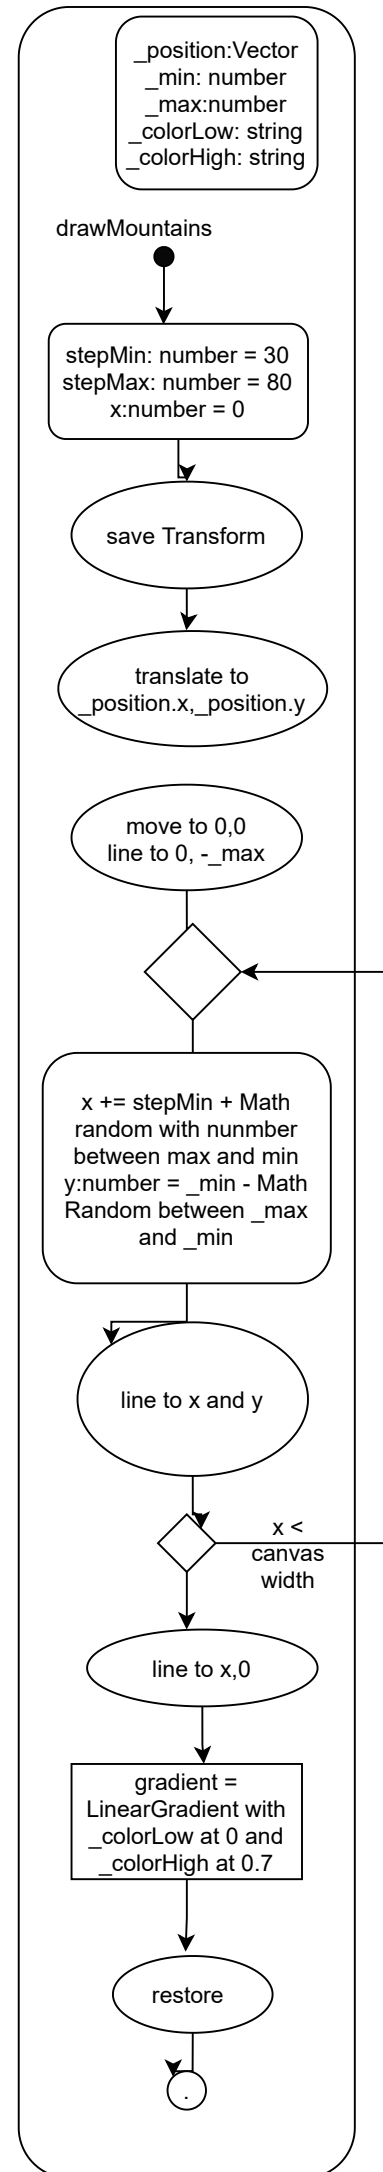 _position:Vector
_min: number
_max:number
_colorLow: string
_colorHigh: string
drawMountains
stepMin: number = 30
stepMax: number = 80
x:number = 0
save Transform
translate to
_position.x,_position.y
move to 0,0
line to 0, -_max
x += stepMin + Math
random with nunmber
between max and min
y:number = _min - Math
Random between _max
and _min
line to x and y
x <
canvas
width
line to x,0
gradient =
LinearGradient with
_colorLow at 0 and
_colorHigh at 0.7
restore
.